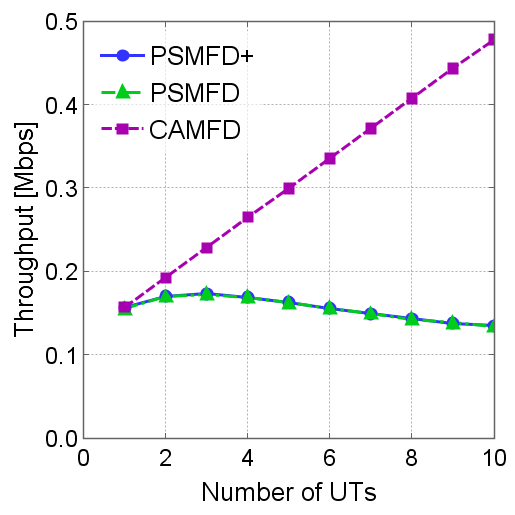 0.5
0.4
0.3
0.2
0.1
0.0
Throughput [Mbps]
PSMFD+
PSMFD
CAMFD
0 2 4 6 8 10
Number of UTs